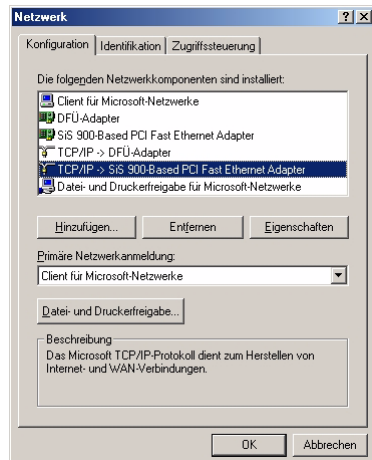 Netzwerk
Konfiguration Identifikation Zugriffssteuerung
Die folgenden Netzwerkkomponenten sind installiert:
Client für Microsoft-Netzwerke
DFÜ-Adapter
SiS 900-Based PCI Fast Ethernet Adapter
TCP/IP -> DFÜ-Adapter
TCP/IP -> SiS 900-Based PCI Fast Ethernet Adapter
Datei- und Druckerfreigabe für Microsoft-Netzwerke
Hinzufügen... Entfernen Eigenschaften
Primäre Netzwerkanmeldung:
Client für Microsoft-Netzwerke
Datei- und Druckerfreigabe...
Beschreibung
Das Microsoft TCP/IP-Protokoll dient zum Herstellen von
Internet- und WAN-Verbindungen.
OK Abbrechen